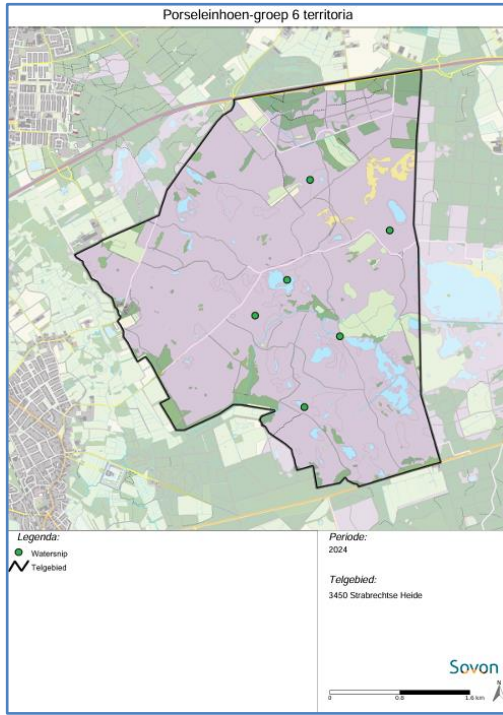 Porseleinhoen-groep 6 territoria
Legenda:
Watersnip
Telgebied
Periode:
2024
Telgebied:
3450 Strabrechtse Heide
Sovon
N
0 0.8 1.6 km